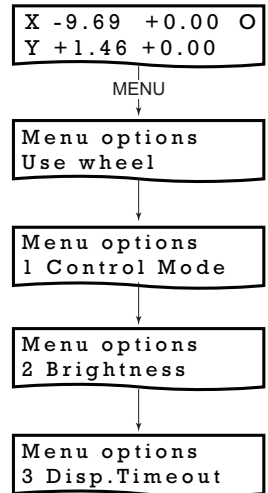 X -9.69 +0.00 O
Y +1.46 +0.00
MENU
Menu options
Use wheel
Menu options
1 Control Mode
Menu options
2 Brightness
Menu options
3 Disp.Timeout